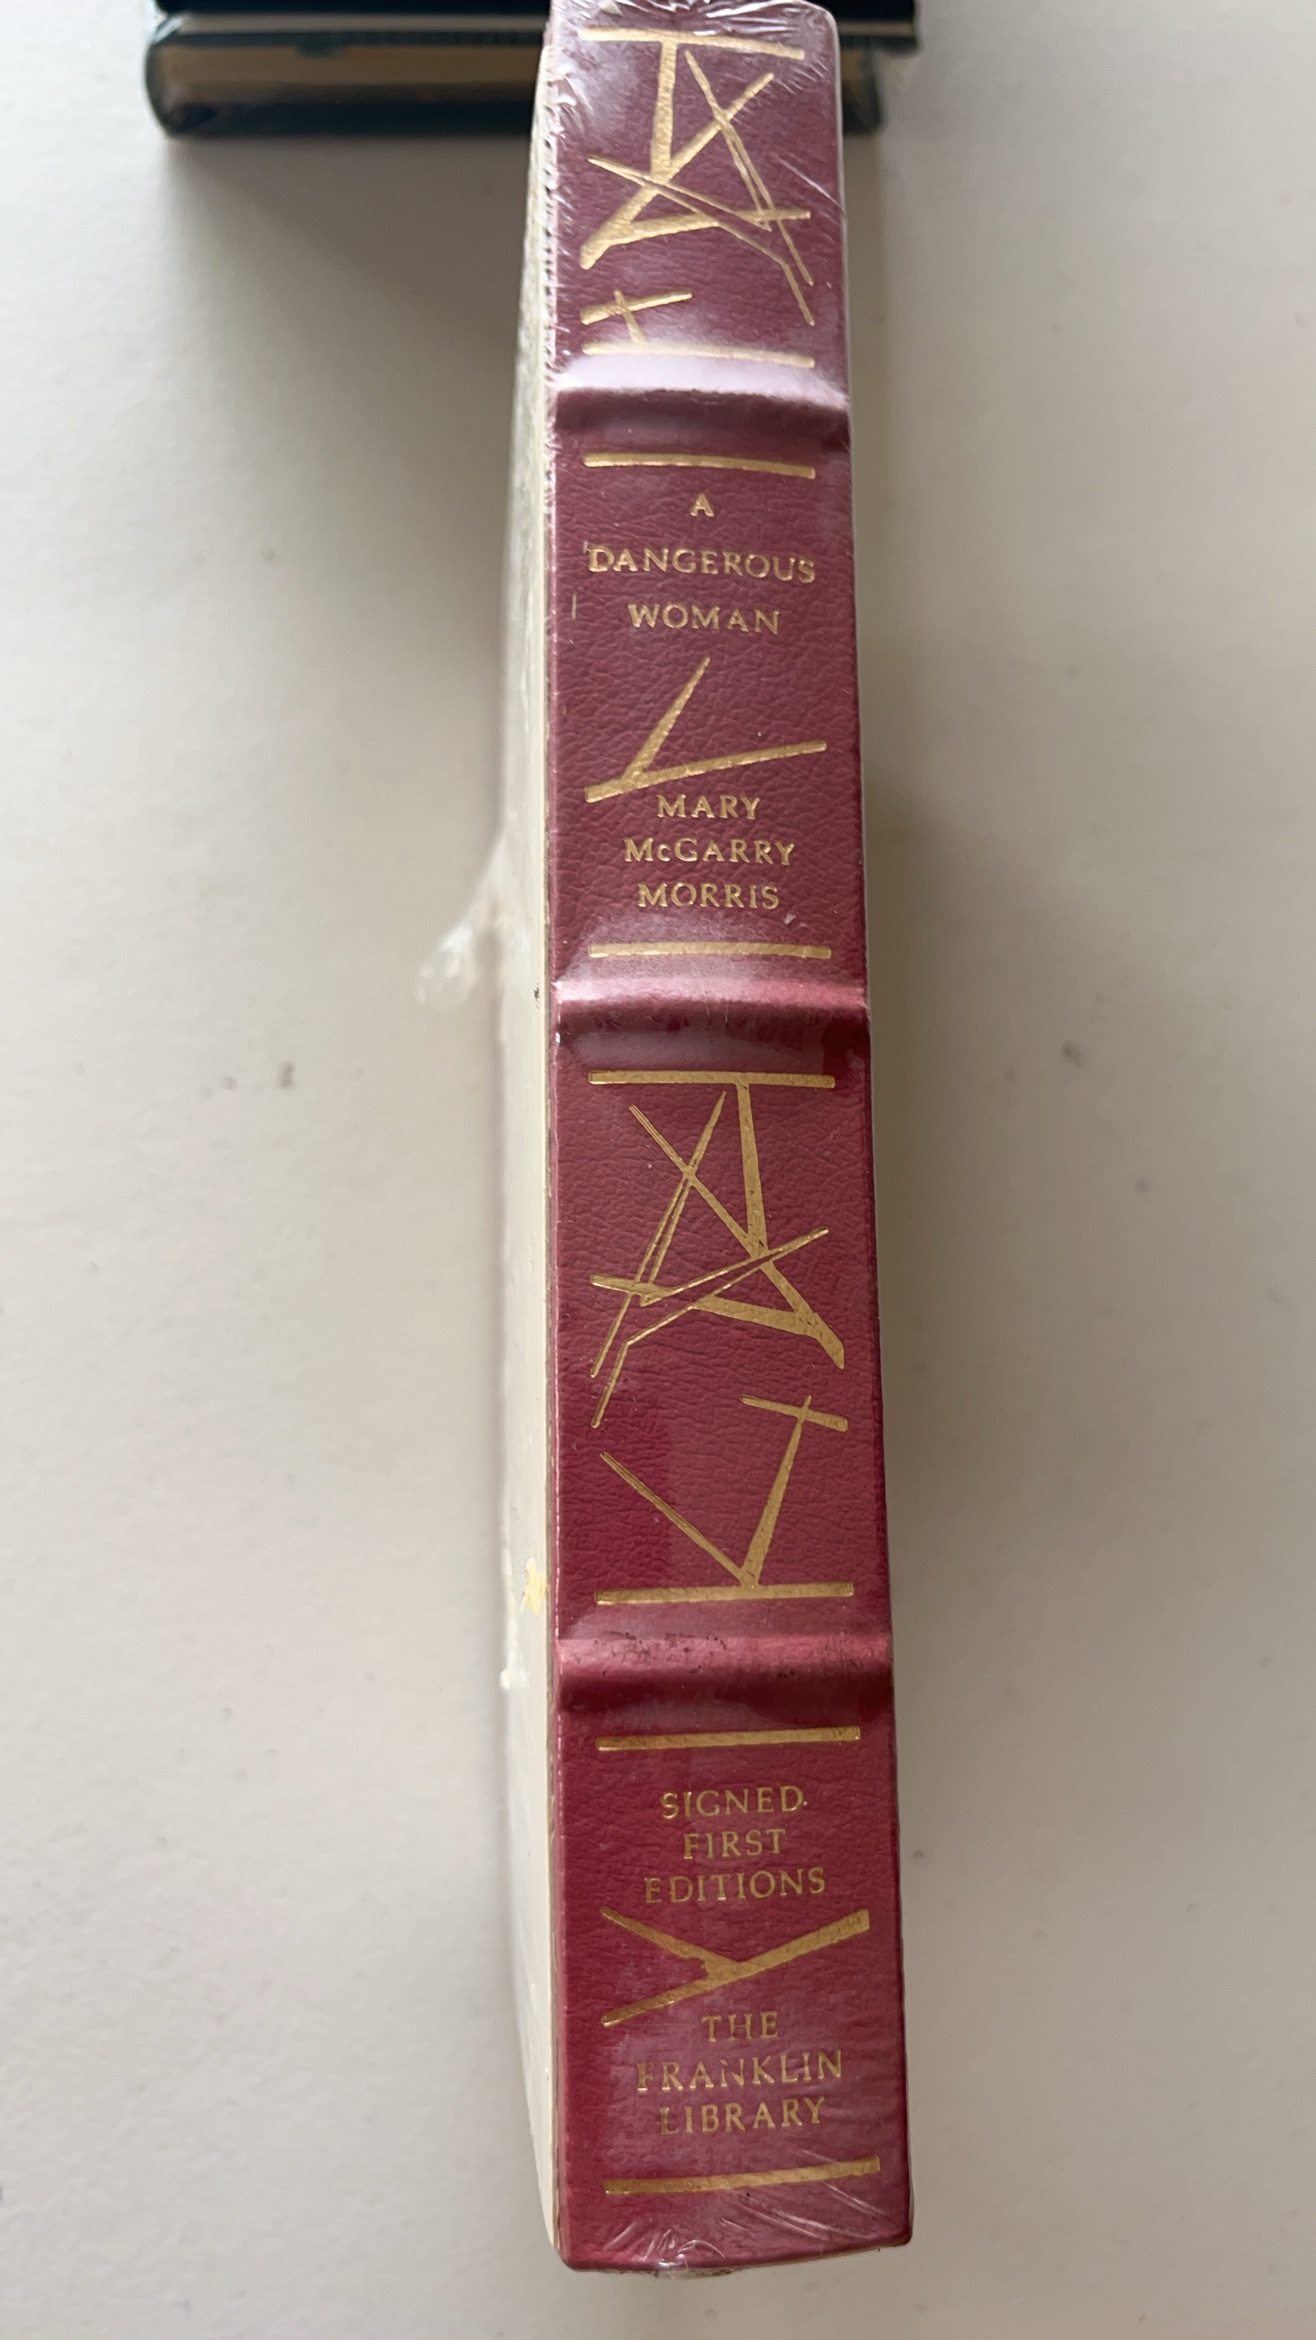 A
DANGEROUS
WOMAN
MARY
McGARRY
MORRIS
SIGNED
FIRST
EDITIONS
THE
FRANKLIN
LIBRARY